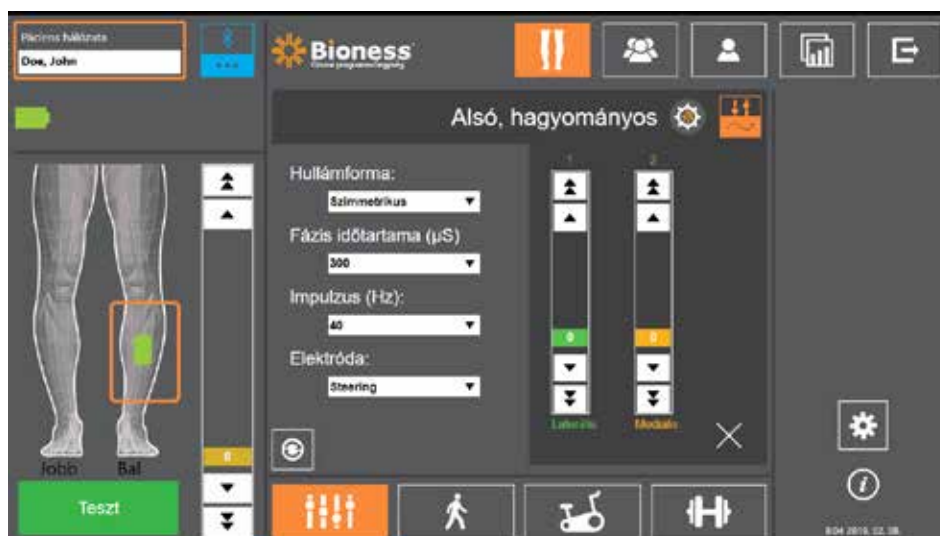 Páciens hálózata
Doe, John
Bioness
Alsó, hagyományos
Hullámforma:
Szimmetrikus
Fázis időtartama (µS)
300
Impulzus (Hz):
40
Elektróda:
Steering
1
2
0
0
Laterális
Mediális
Jobb
Bal
0
Teszt
i